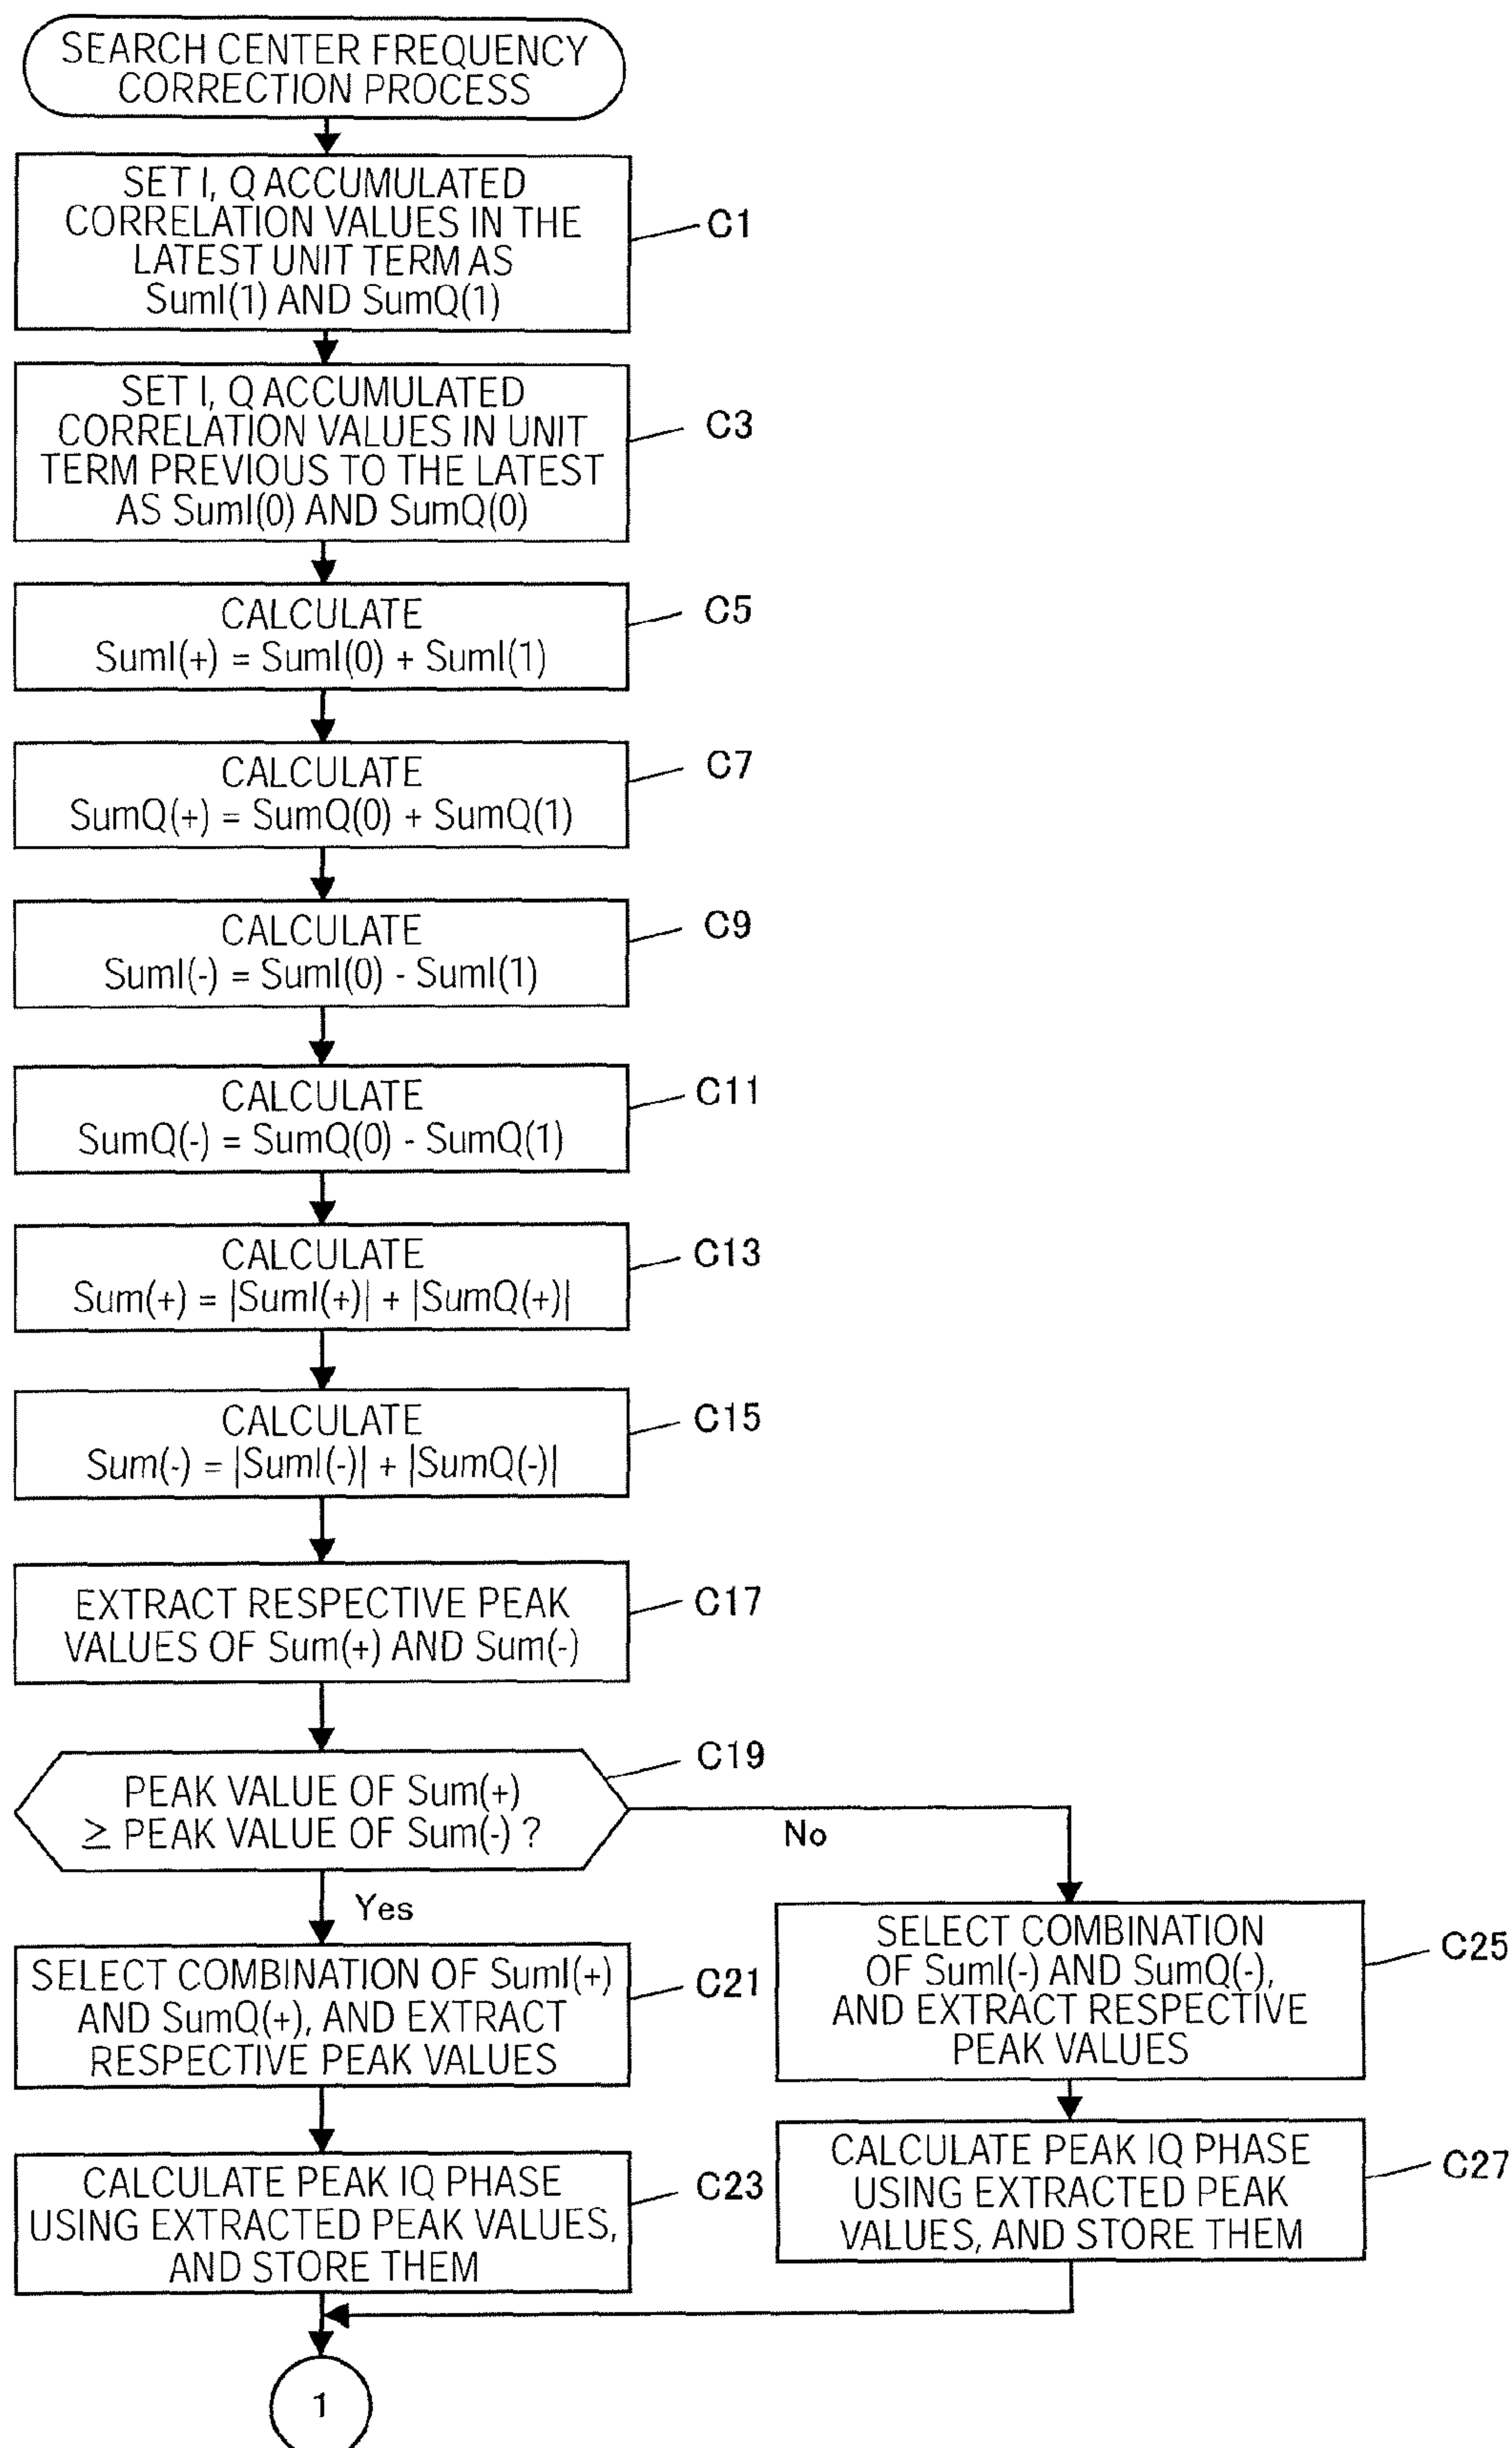 SEARCH CENTER FREQUENCY
CORRECTION PROCESS
SET I, Q ACCUMULATED
CORRELATION VALUES IN THE
LATEST UNIT TERM AS
SumI(1) AND SumQ(1)
C1
SET I, Q ACCUMULATED
CORRELATION VALUES IN UNIT
TERM PREVIOUS TO THE LATEST
AS SumI(0) AND SumQ(0)
C3
CALCULATE
SumI(+) = SumI(0) + SumI(1)
C5
CALCULATE
SumQ(+) = SumQ(0) + SumQ(1)
C7
CALCULATE
SumI(-) = SumI(0) - SumI(1)
C9
CALCULATE
SumQ(-) = SumQ(0) - SumQ(1)
C11
CALCULATE
Sum(+) = |SumI(+)| + |SumQ(+)|
C13
CALCULATE
Sum(-) = |SumI(-)| + |SumQ(-)|
C15
EXTRACT RESPECTIVE PEAK
VALUES OF Sum(+) AND Sum(-)
C17
PEAK VALUE OF Sum(+)
≥ PEAK VALUE OF Sum(-) ?
C19
No
Yes
SELECT COMBINATION OF SumI(+)
AND SumQ(+), AND EXTRACT
RESPECTIVE PEAK VALUES
C21
SELECT COMBINATION
OF SumI(-) AND SumQ(-),
AND EXTRACT RESPECTIVE
PEAK VALUES
C25
CALCULATE PEAK IQ PHASE
USING EXTRACTED PEAK VALUES,
AND STORE THEM
C23
CALCULATE PEAK IQ PHASE
USING EXTRACTED PEAK
VALUES, AND STORE THEM
C27
1